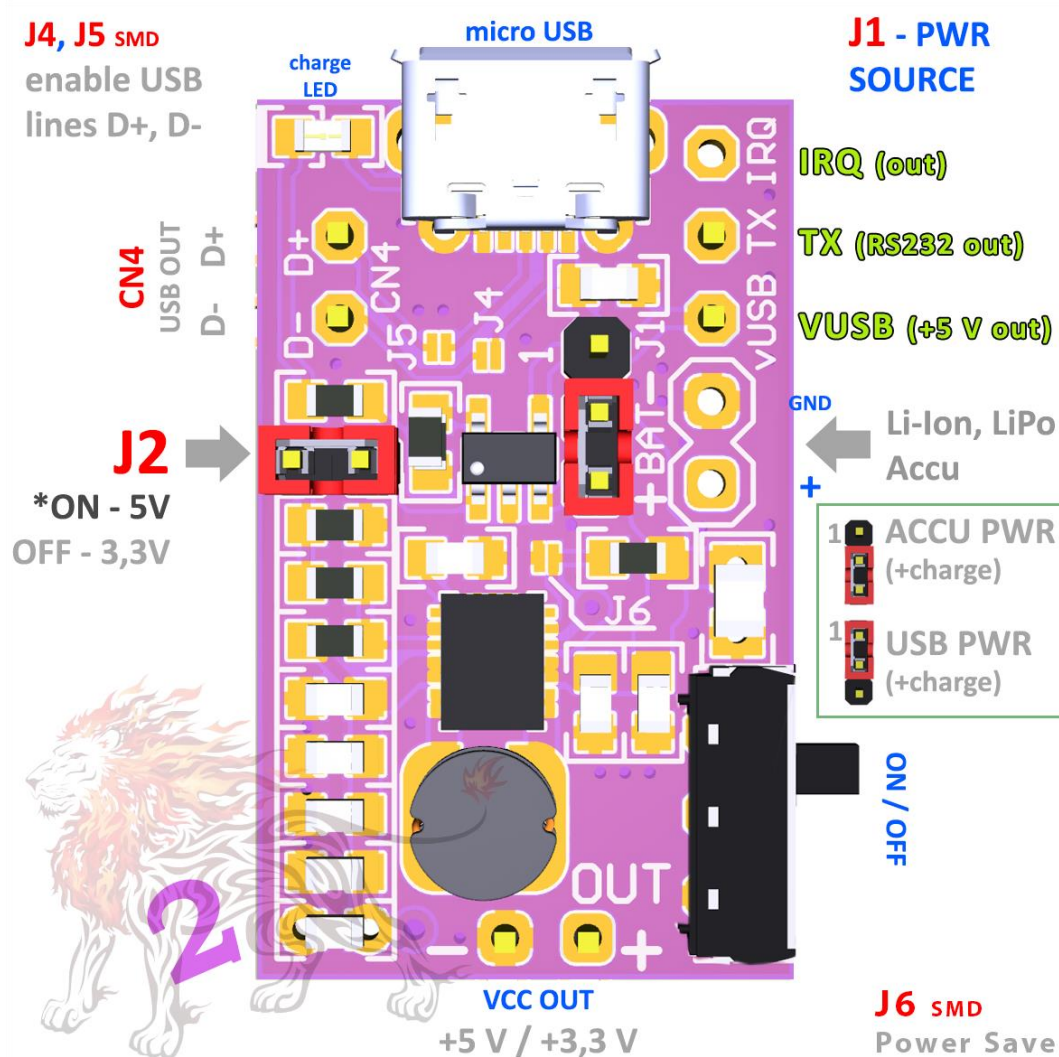 J4, J5 SMD
enable USB
lines D+, D-
charge
LED
micro USB
J1 - PWR
SOURCE
IRQ
IRQ (out)
TX
TX (RS232 out)
vUSB
VUSB (+5 V out)
CN4
USB OUT
D+
D-
D+
D-
CN4
J5
J4
1
J1
+BAT-
GND
+
Li-Ion, LiPo
Accu
J2
*ON - 5V
OFF - 3,3V
1 ACCU PWR
(+charge)
1 USB PWR
(+charge)
J6
ON / OFF
2
OUT
- +
VCC OUT
+5 V / +3,3 V
J6 SMD
Power Save